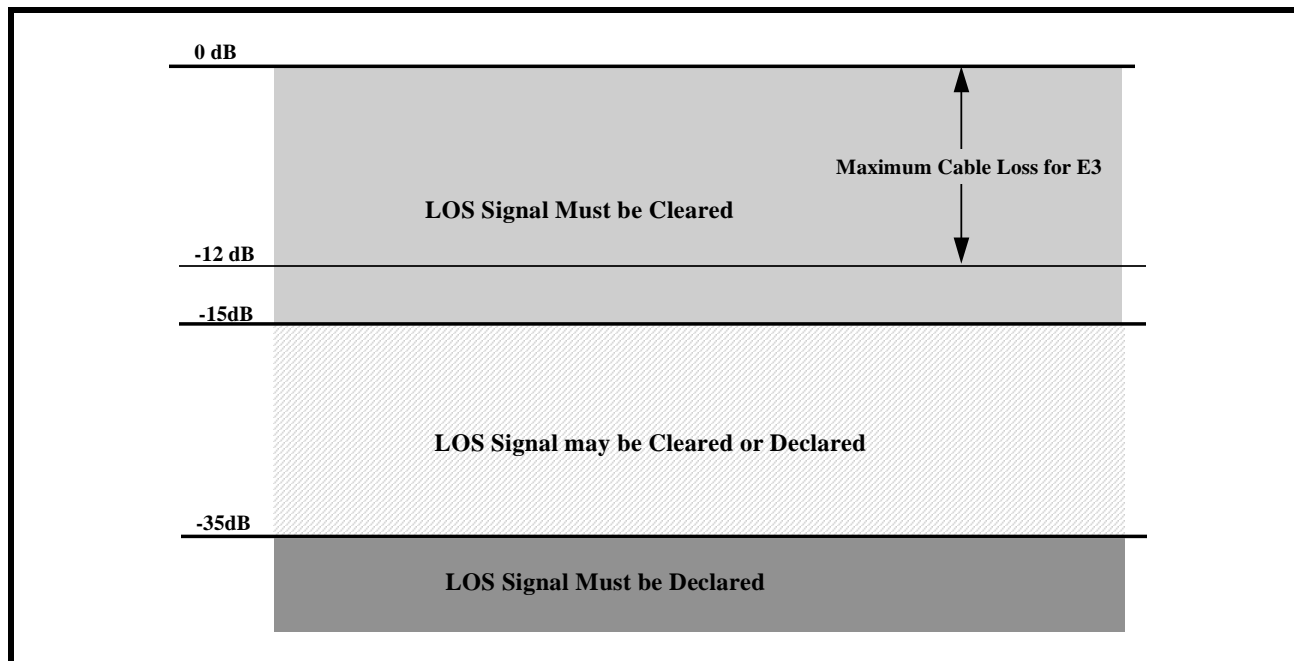 0 dB
Maximum Cable Loss for E3
LOS Signal Must be Cleared
-12 dB
-15dB
LOS Signal may be Cleared or Declared
-35dB
LOS Signal Must be Declared